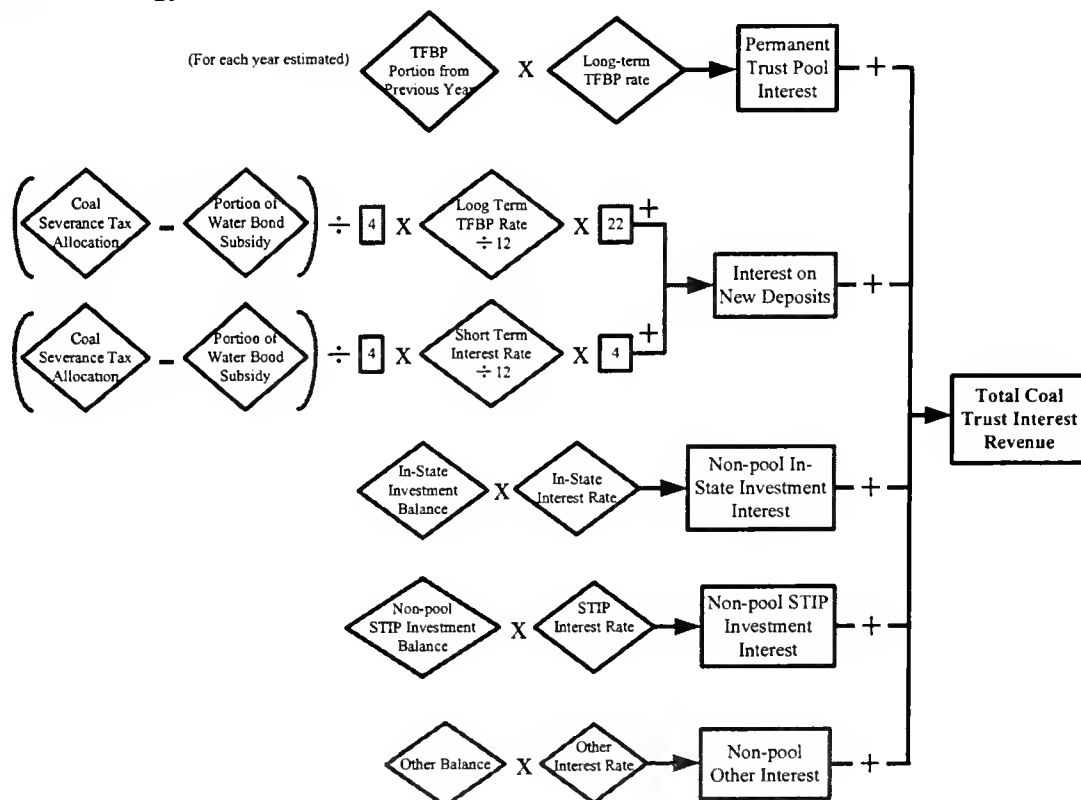 (For each year estimated)
TFBP
Portion from
Previous Year
X
Long-term
TFBP rate
Permanent
Trust Pool
Interest
+
(
Coal
Severance Tax
Allocation
–
Portion of
Water Bond
Subsidy
)
÷
4
X
Long Term
TFBP Rate
÷ 12
X
22
+
Interest on
New Deposits
+
(
Coal
Severance Tax
Allocation
–
Portion of
Water Bond
Subsidy
)
÷
4
X
Short Term
Interest Rate
÷ 12
X
4
+
Total Coal
Trust Interest
Revenue
In-State
Investment
Balance
X
In-State
Interest Rate
Non-pool In-
State Investment
Interest
+
Non-pool
STIP Investment
Balance
X
STIP
Interest Rate
Non-pool STIP
Investment
Interest
+
Other Balance
X
Other
Interest Rate
Non-pool
Other Interest
+